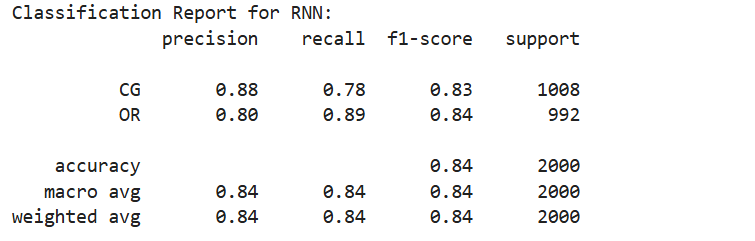 Classification Report for RNN:
precision recall f1-score support
CG 0.88 0.78 0.83 1008
OR 0.80 0.89 0.84 992
accuracy 0.84 2000
macro avg 0.84 0.84 0.84 2000
weighted avg 0.84 0.84 0.84 2000